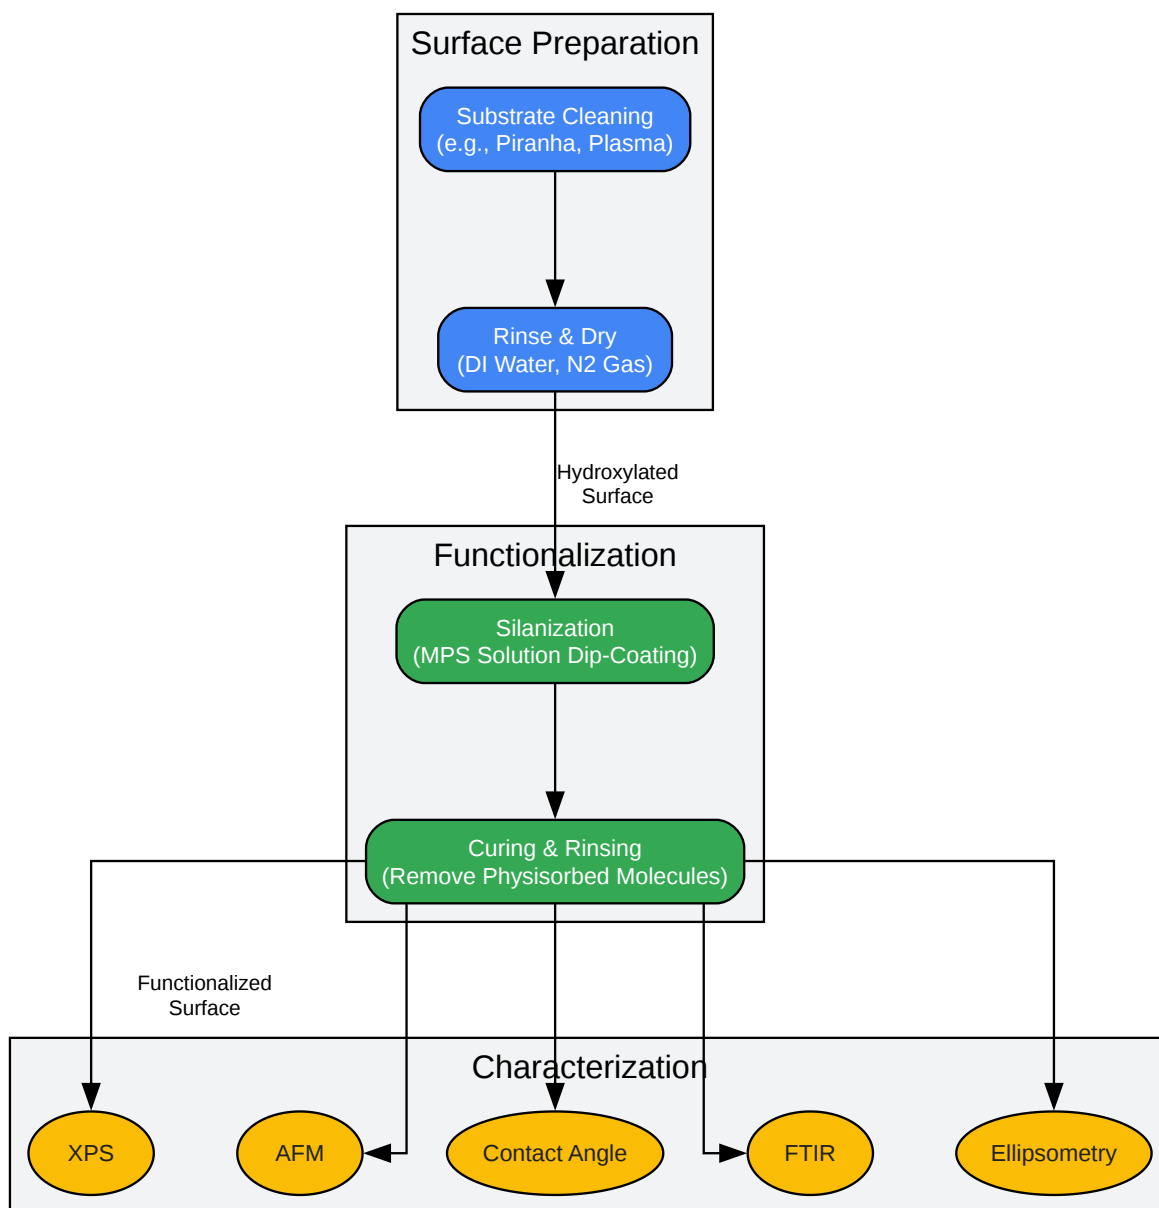 Surface Preparation
Substrate Cleaning
(e.g., Piranha, Plasma)
Rinse & Dry
(DI Water, N2 Gas)
Hydroxylated
Surface
Functionalization
Silanization
(MPS Solution Dip-Coating)
Curing & Rinsing
(Remove Physisorbed Molecules)
Functionalized
Surface
Characterization
XPS
AFM
Contact Angle
FTIR
Ellipsometry